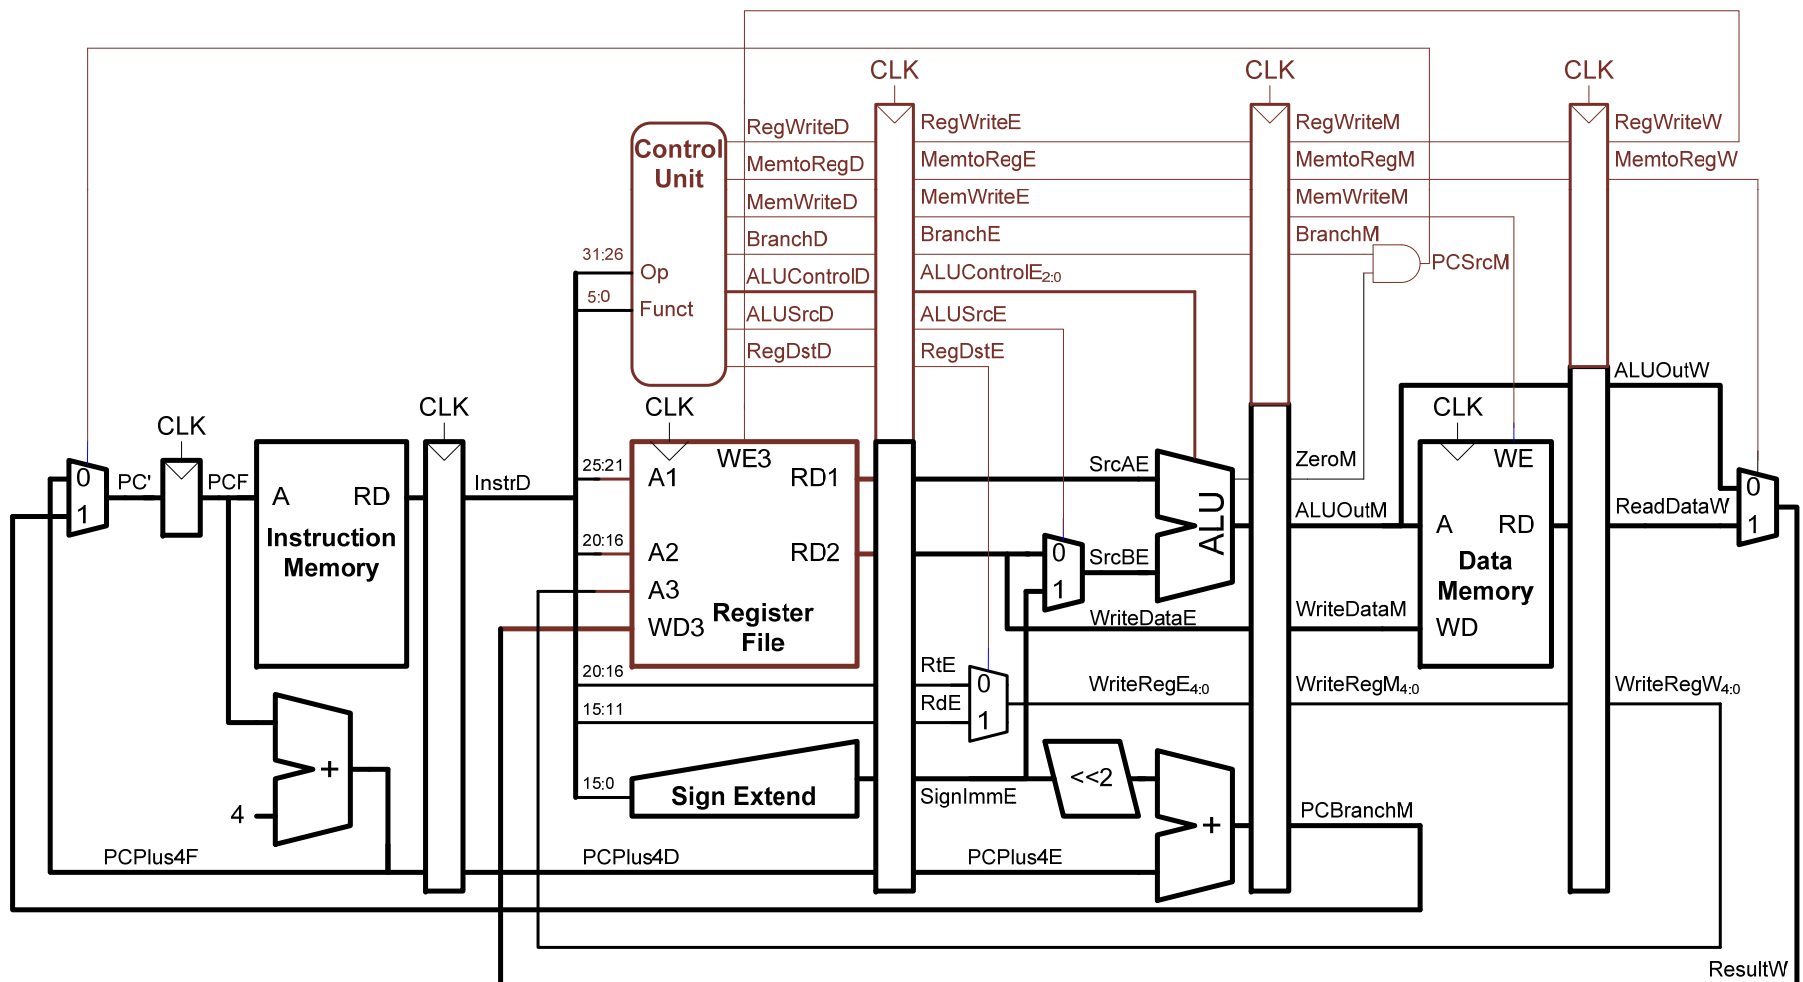 CLK
CLK
CLK
RegWriteD
RegWriteE
RegWriteM
RegWriteW
Control
Unit
MemtoRegD
MemtoRegE
MemtoRegM
MemtoRegW
MemWriteD
MemWriteE
MemWriteM
BranchD
BranchE
BranchM
31:26
Op
ALUControlD
ALUControlE2:0
PCSrcM
5:0
Funct
ALUSrcD
ALUSrcE
RegDstD
RegDstE
ALUOutW
CLK
CLK
CLK
CLK
0
1
PC'
PCF
A
RD
Instruction
Memory
InstrD
25:21
A1
WE3
RD1
SrcAE
ALU
ZeroM
WE
0
1
20:16
A2
RD2
0
1
SrcBE
ALUOutM
A
RD
ReadDataW
Data
Memory
A3
Register
File
WD3
WriteDataE
WriteDataM
WD
20:16
RtE
0
WriteRegE4:0
WriteRegM4:0
WriteRegW4:0
15:11
RdE
1
+
4
15:0
Sign Extend
SignImmE
<<2
+
PCBranchM
PCPlus4F
PCPlus4D
PCPlus4E
ResultW